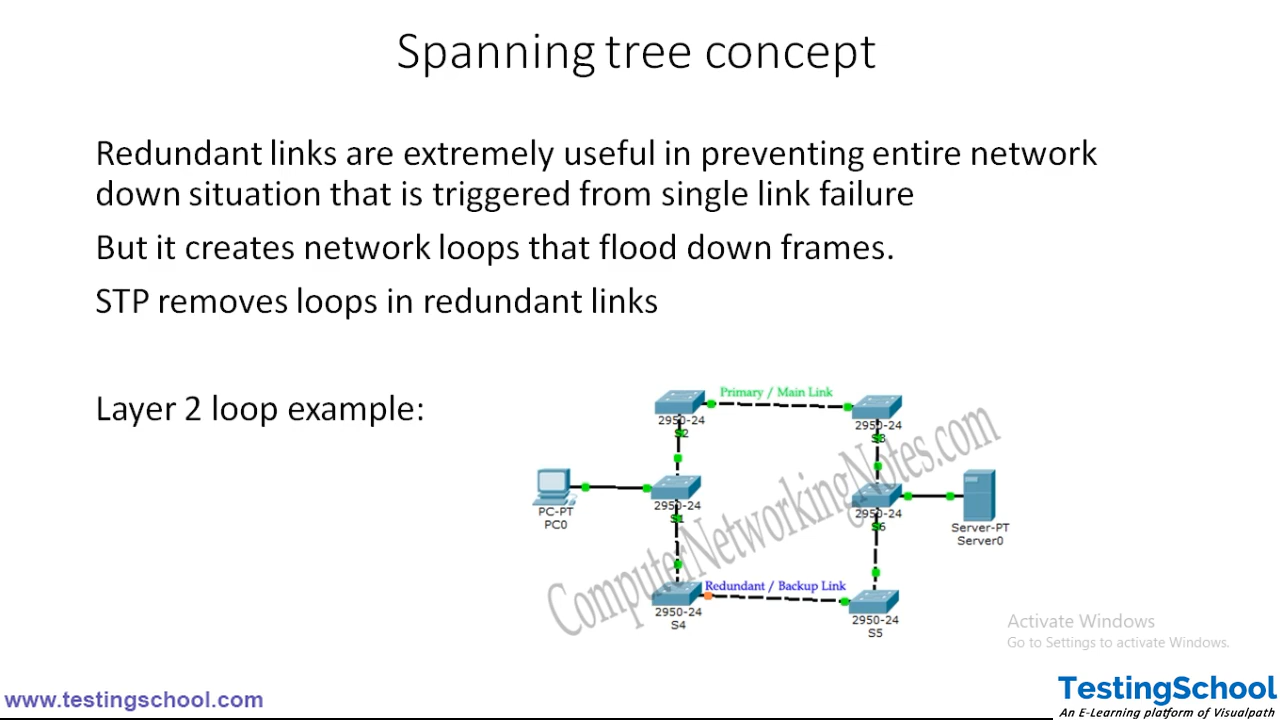 Spanning tree concept
Redundant links are extremely useful in preventing entire network
down situation that is triggered from single link failure
But it creates network loops that flood down frames.
STP removes loops in redundant links
Layer 2 loop example:
Primary / Main Link
2950-24
S2
2950-24
S3
PC-PT
PC0
2950-24
S1
2950-24
S6
Server-PT
Server0
ComputerNetworkingNotes.com
Redundant / Backup Link
2950-24
S4
2950-24
S5
Activate Windows
Go to Settings to activate Windows.
www.testingschool.com
TestingSchool
An E-Learning platform of Visualpath